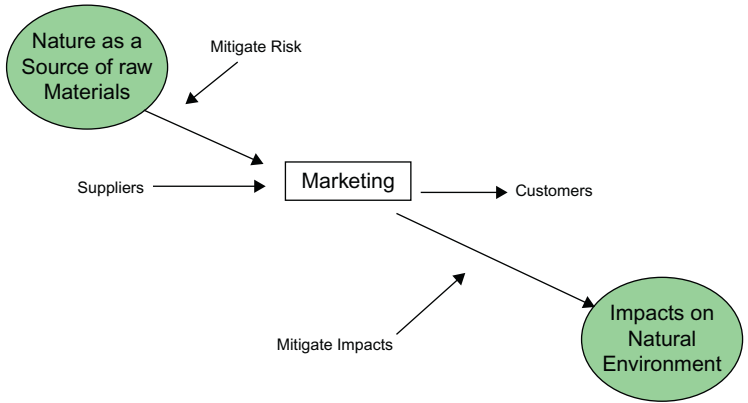 Nature as a
Source of raw
Materials
Mitigate Risk
Suppliers
Marketing
Customers
Mitigate Impacts
Impacts on
Natural
Environment